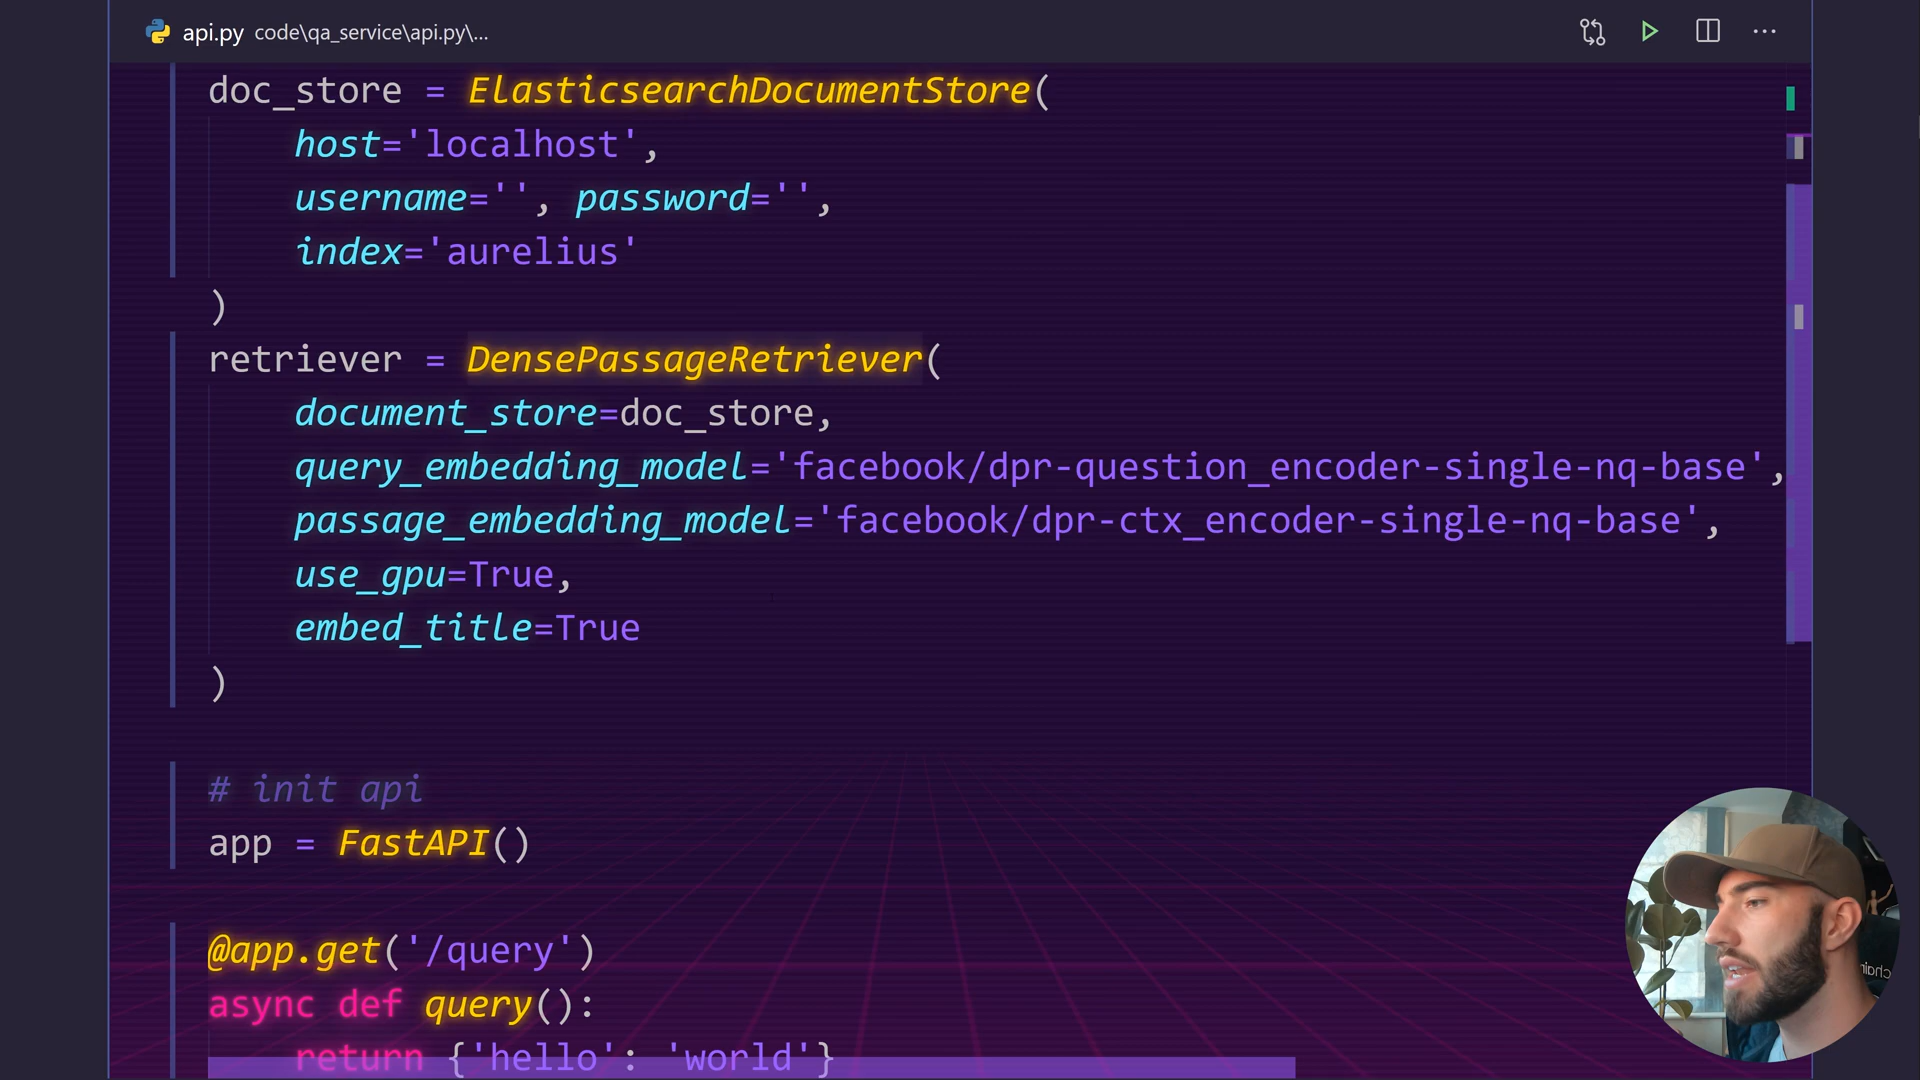 api.py code\qa_service\api.py\...
doc_store = ElasticsearchDocumentStore(
host='localhost',
username='', password='',
index='aurelius'
)
retriever = DensePassageRetriever(
document_store=doc_store,
query_embedding_model='facebook/dpr-question_encoder-single-nq-base',
passage_embedding_model='facebook/dpr-ctx_encoder-single-nq-base',
use_gpu=True,
embed_title=True
)
# init api
app = FastAPI()
@app.get('/query')
async def query():
return {'hello': 'world'}